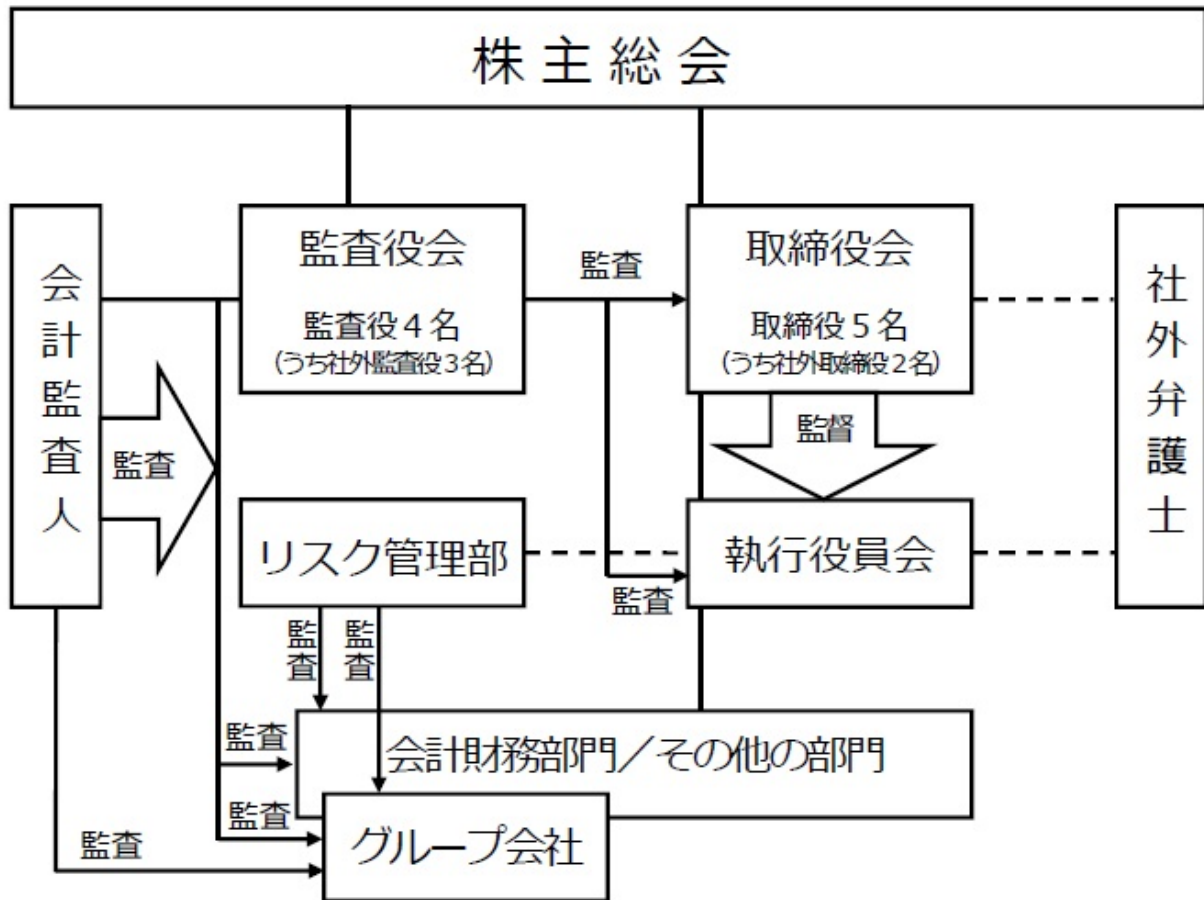 株主総会
会計監査人
監査役会
監査役4名
(うち社外監査役3名)
監査
取締役会
取締役5名
(うち社外取締役2名)
社外弁護士
監査
監督
リスク管理部
執行役員会
監査
監査
監査
監査
会計財務部門／その他の部門
監査
グループ会社
監査